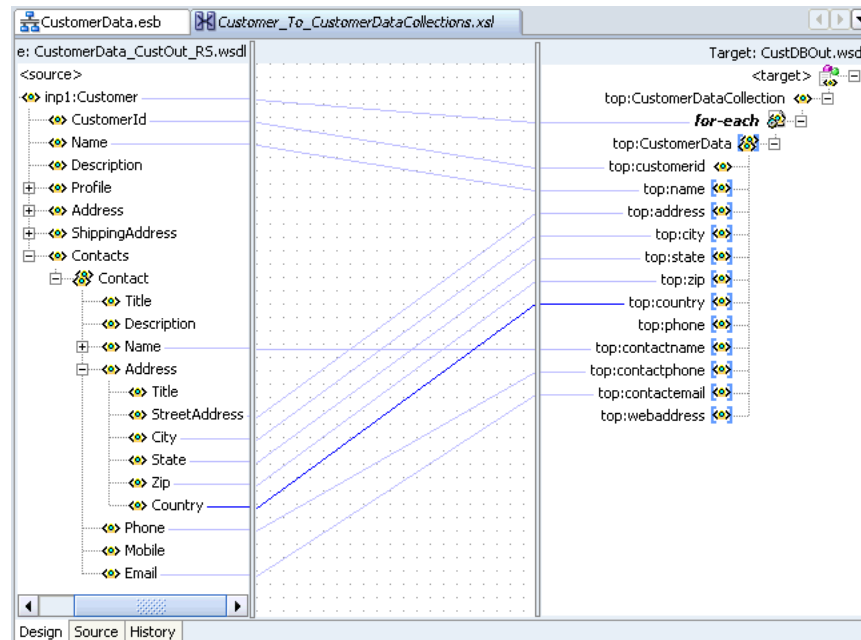 CustomerData.esb
Customer_To_CustomerDataCollections.xsl
e: CustomerData_CustOut_RS.wsdl
<source>
inp1:Customer
CustomerId
Name
Description
Profile
Address
ShippingAddress
Contacts
Contact
Title
Description
Name
Address
Title
StreetAddress
City
State
Zip
Country
Phone
Mobile
Email
Target: CustDBOut.wsd
<target>
top:CustomerDataCollection
for-each
top:CustomerData
top:customerid
top:name
top:address
top:city
top:state
top:zip
top:country
top:phone
top:contactname
top:contactphone
top:contactemail
top:webaddress
Design Source History